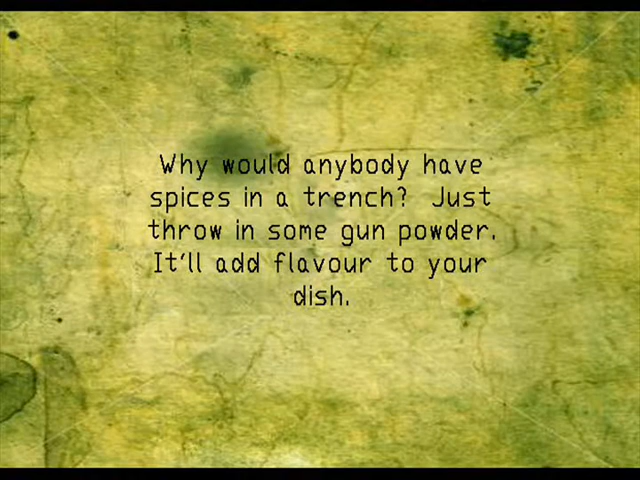 Why would anybody have
spices in a trench?  Just
throw in some gun powder.
It'll add flavour to your
dish.